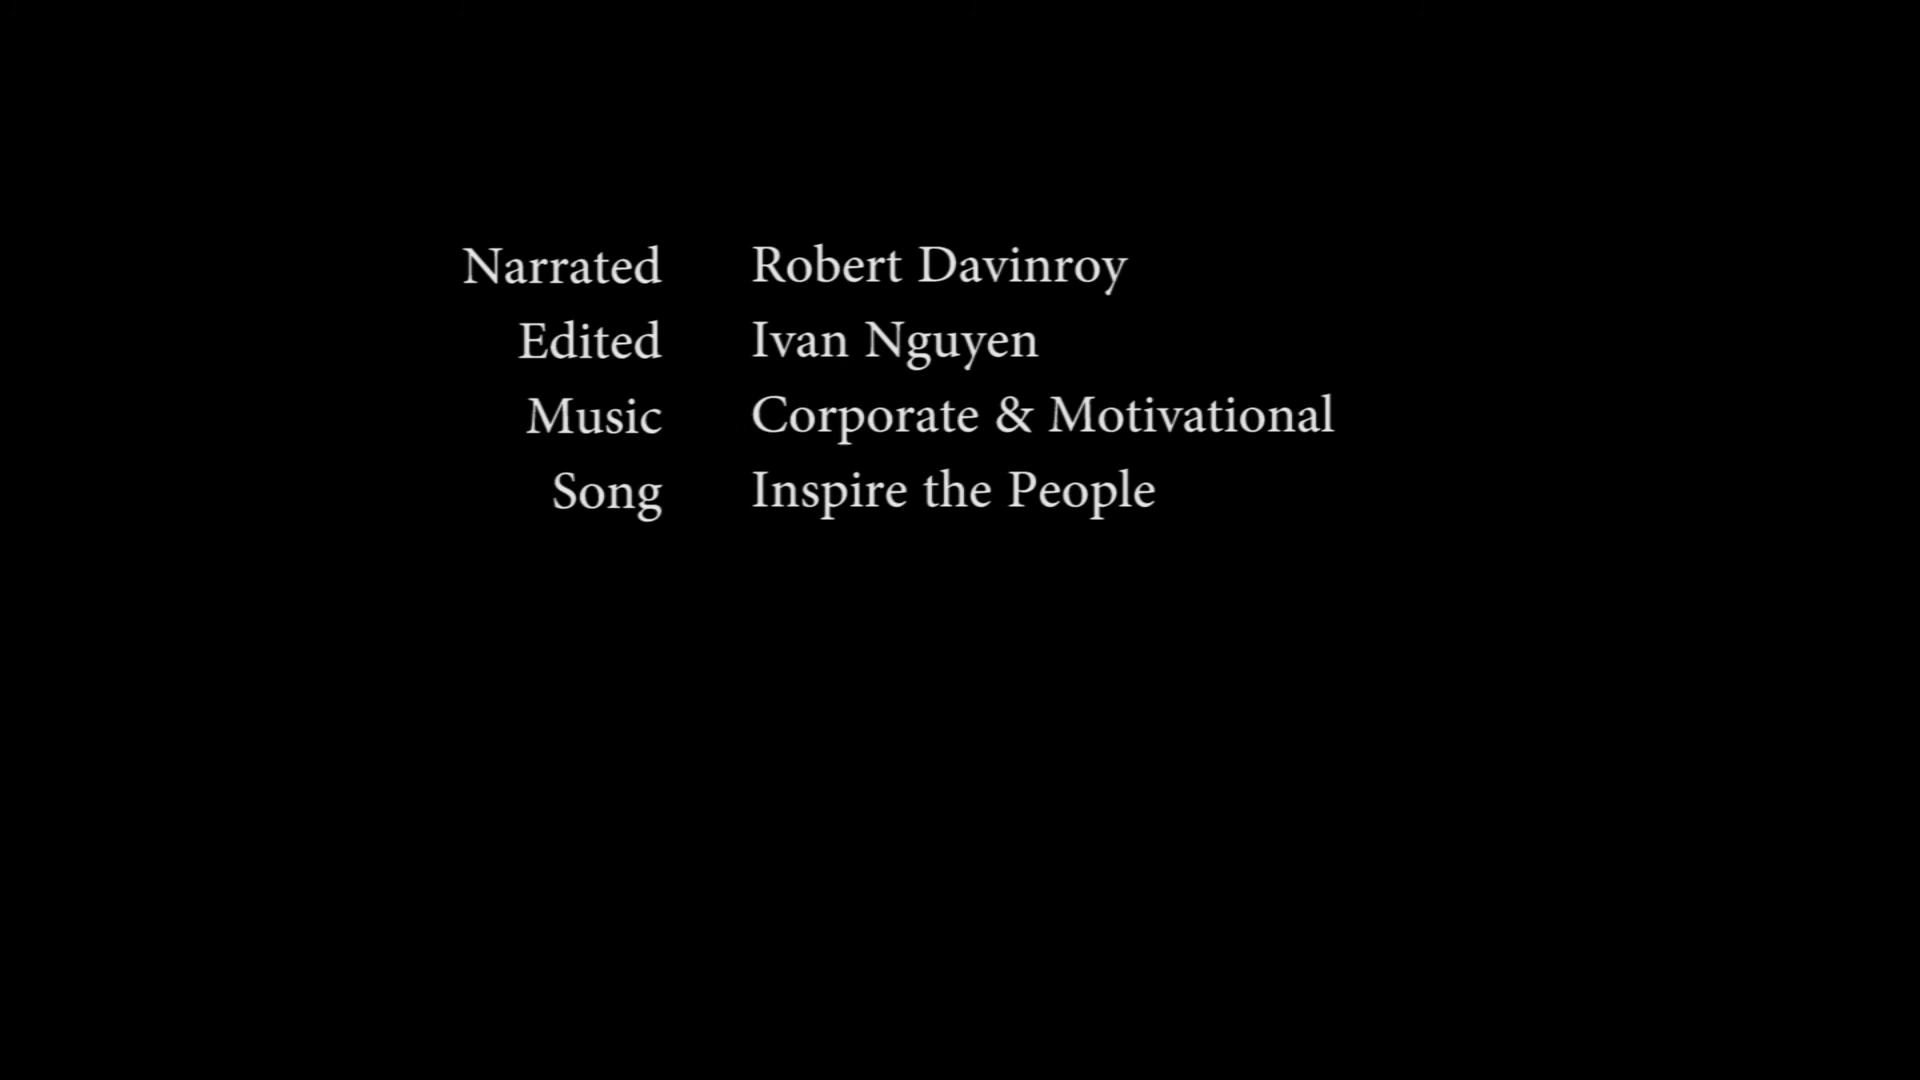 Narrated Robert Davinroy
Edited Ivan Nguyen
Music Corporate & Motivational
Song Inspire the People